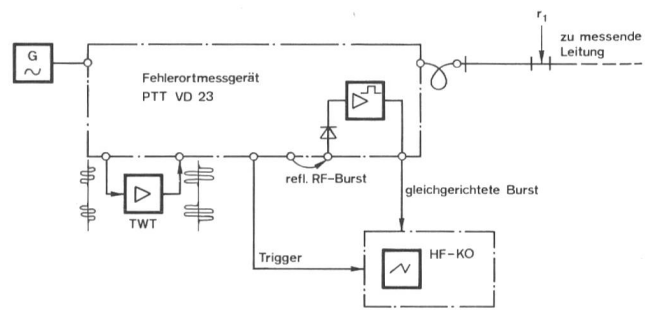 r1
zu messende
Leitung
G
Fehlerortmessgerät
PTT VD 23
refl. RF-Burst
gleichgerichtete Burst
TWT
HF-KO
Trigger